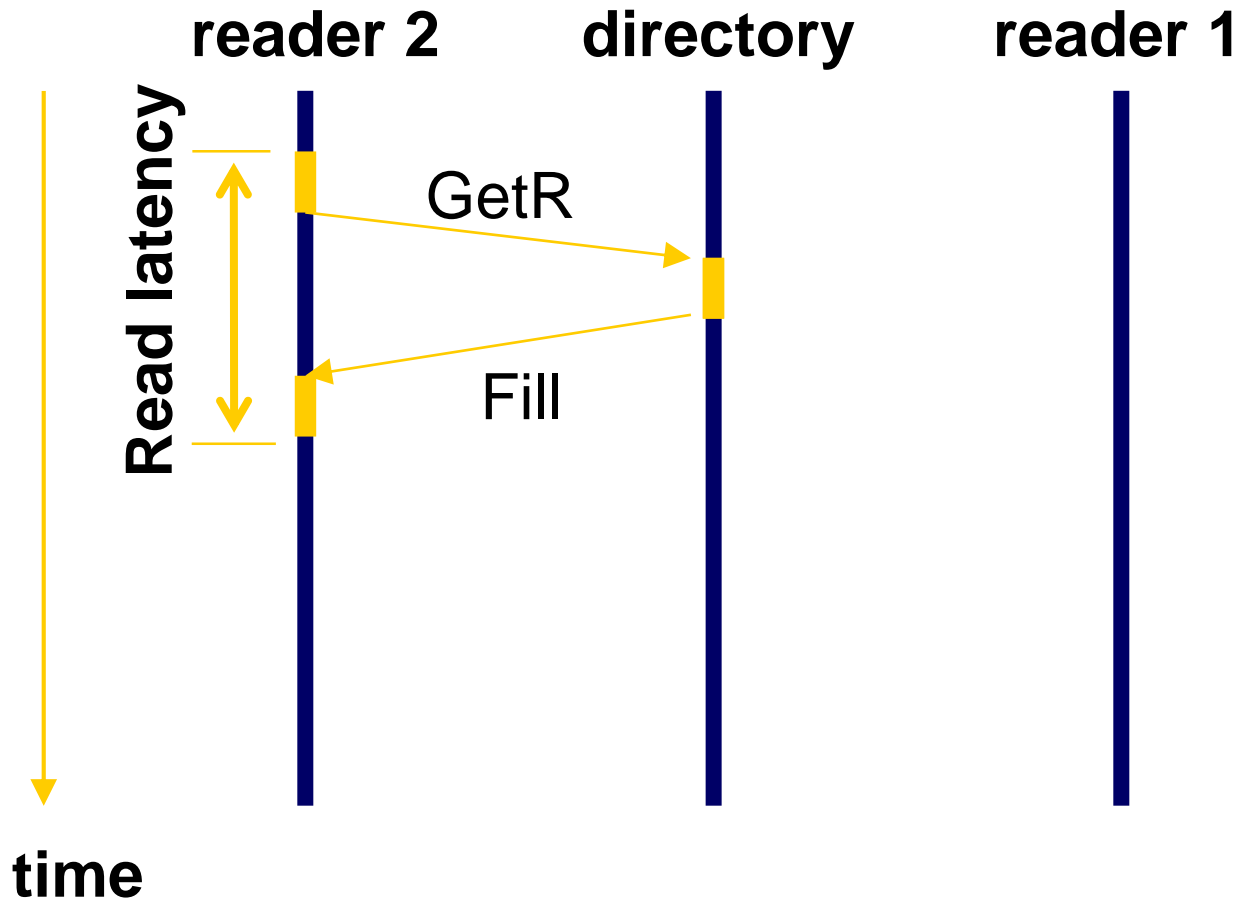 reader 2
directory
reader 1
Read latency
GetR
Fill
time